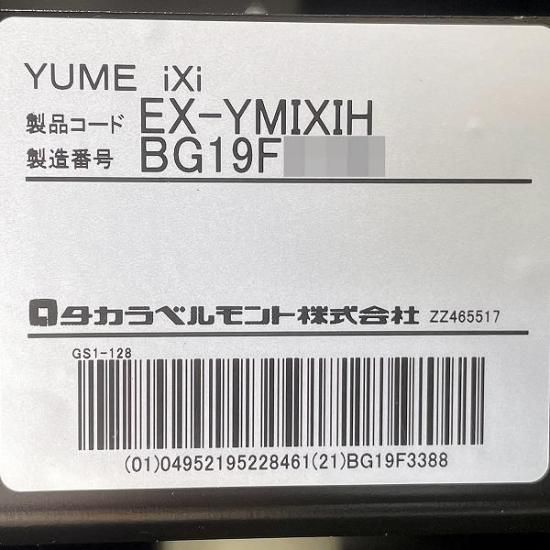 YUME iXi
製品コード EX-YMIXIH
製造番号 BG19F
タカラベルモント株式会社 ZZ465517
GS1-128
(01)04952195228461(21)BG19F3388